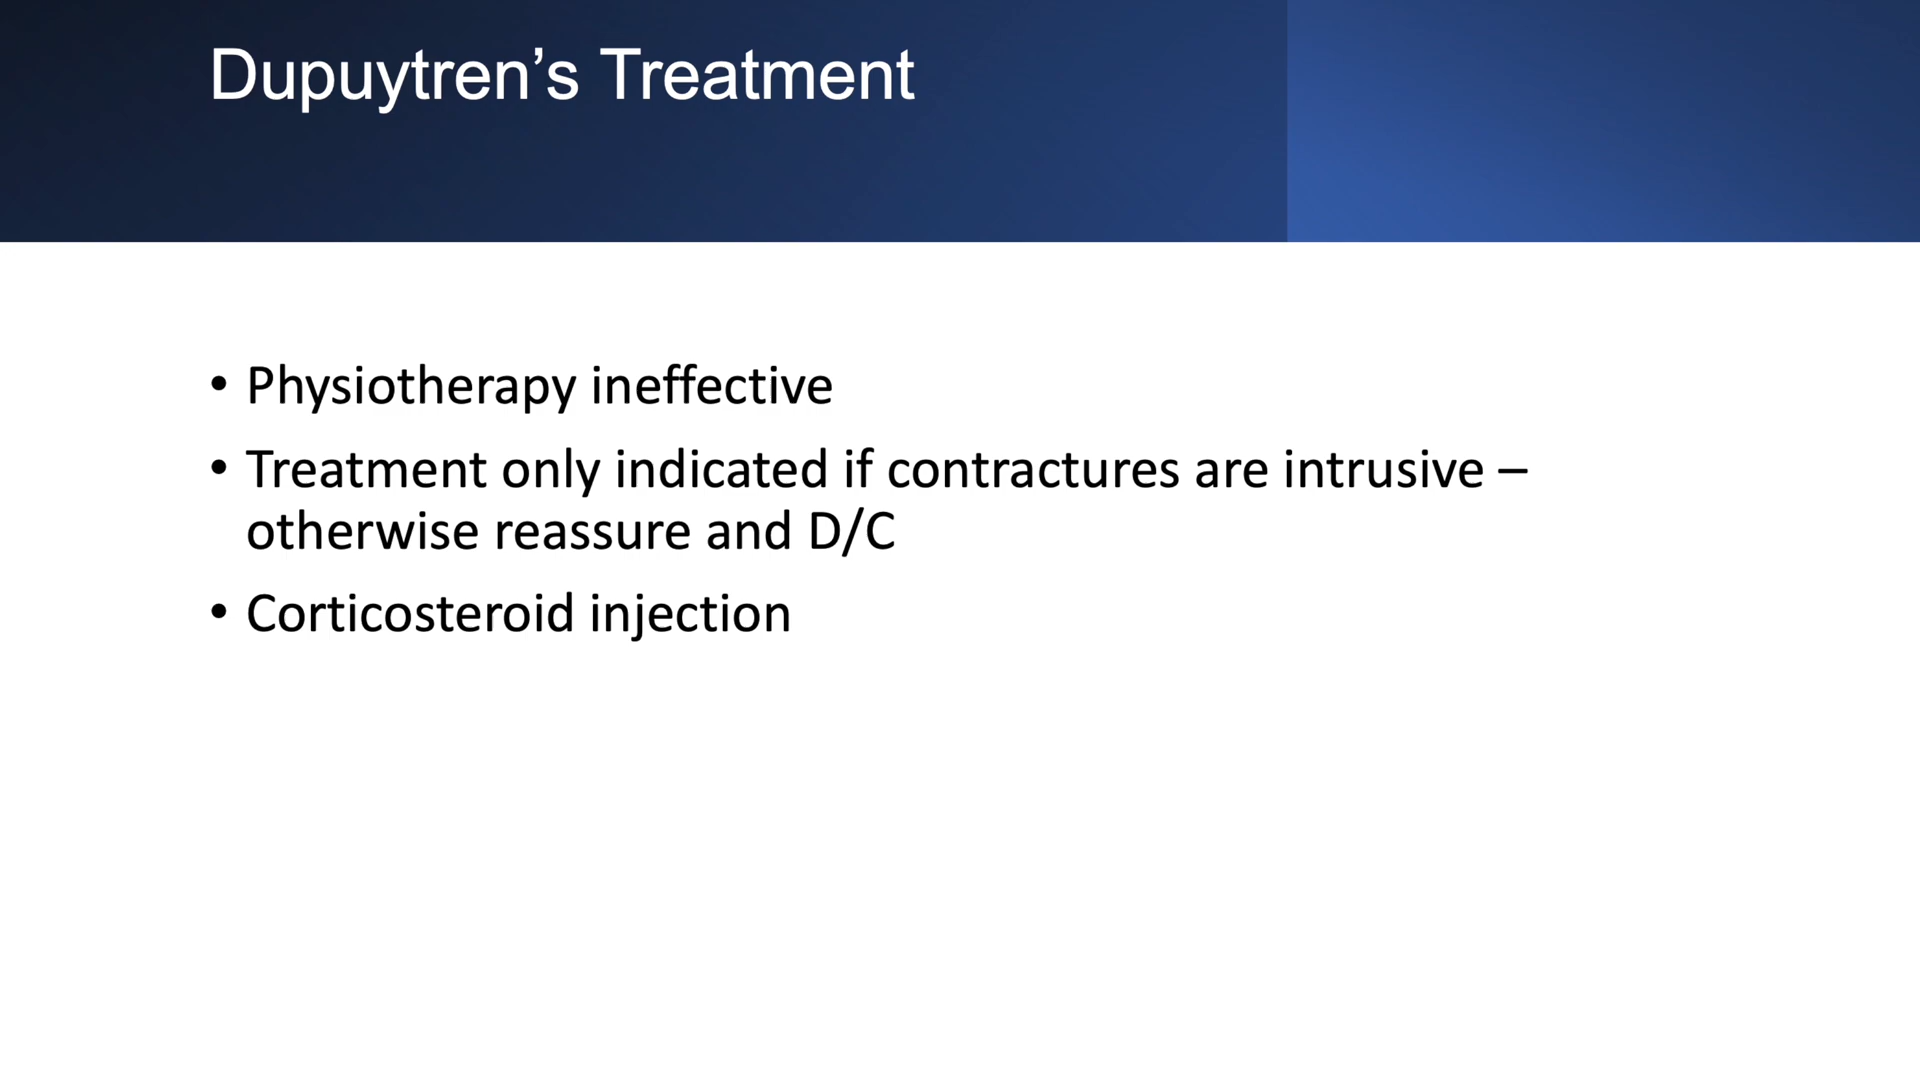 Dupuytren’s Treatment
• Physiotherapy ineffective
• Treatment only indicated if contractures are intrusive –
otherwise reassure and D/C
• Corticosteroid injection